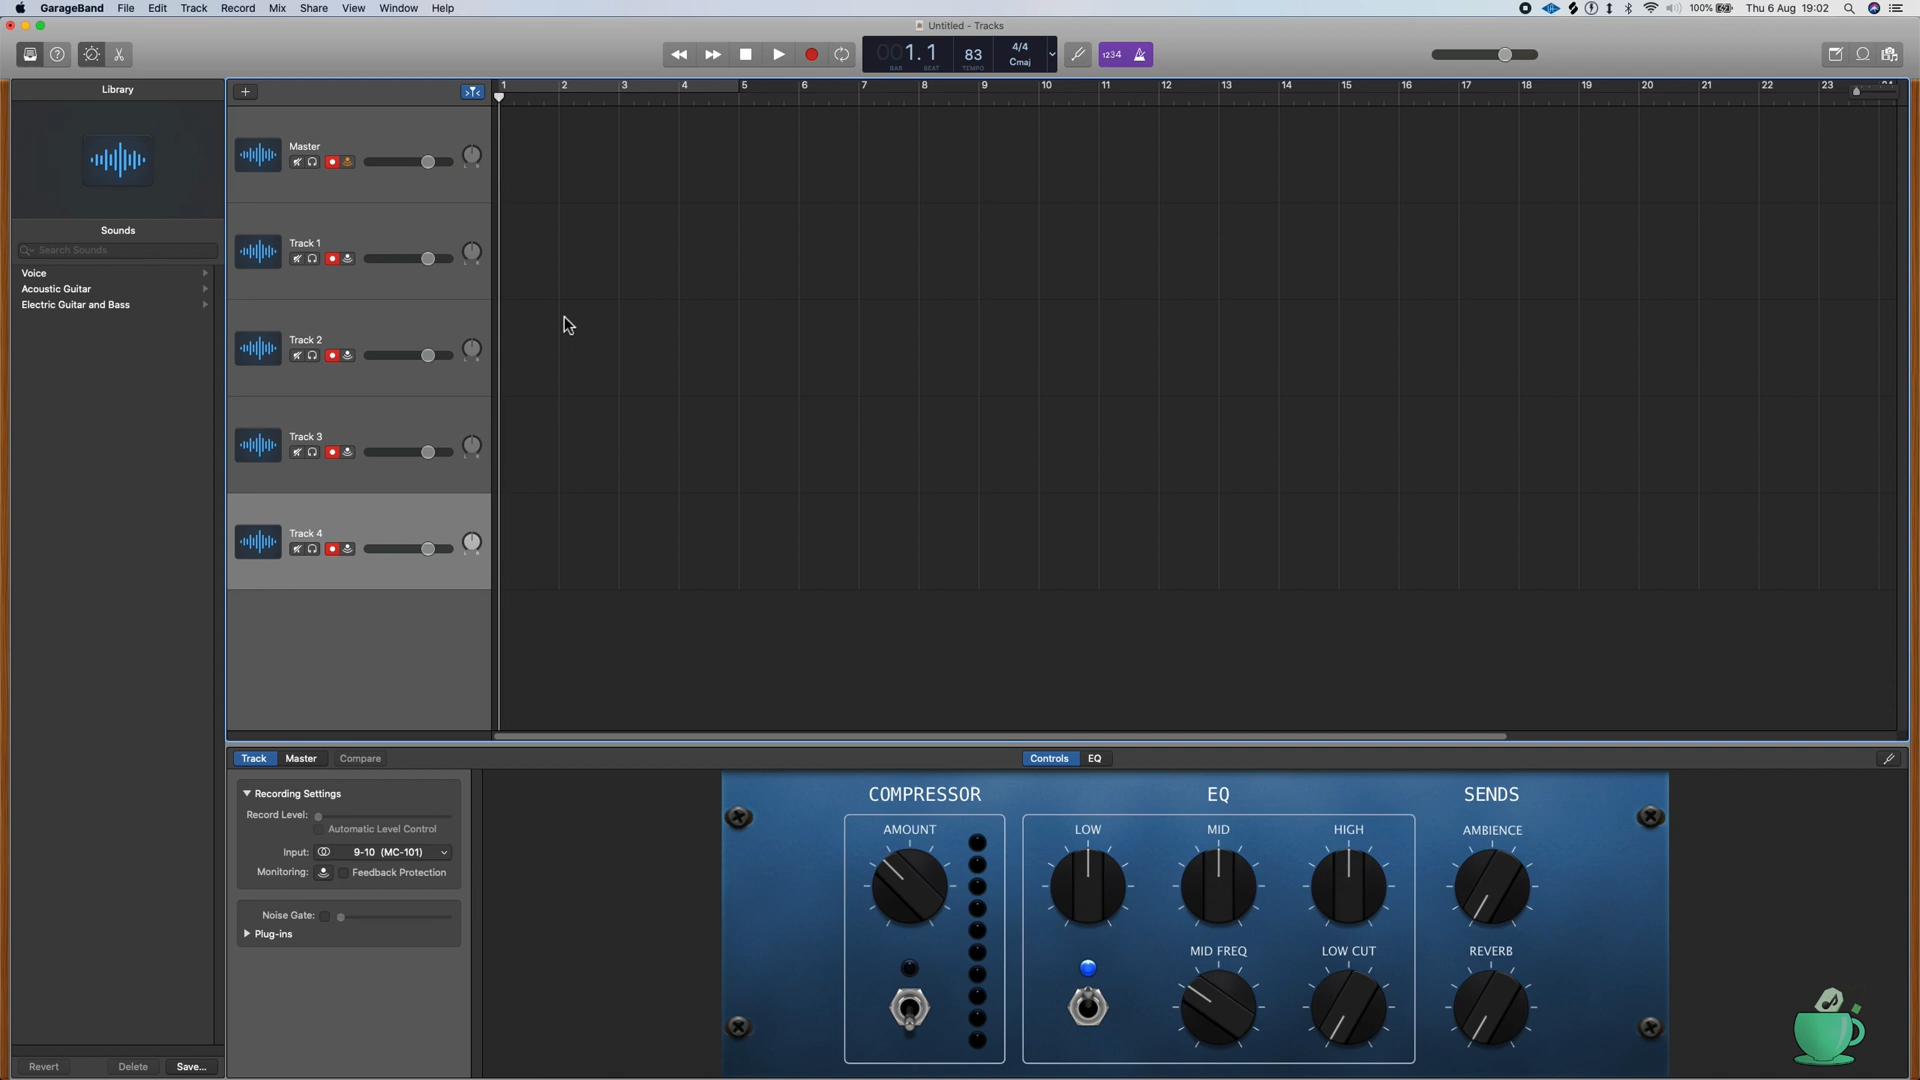 GarageBand File Edit Track Record Mix Share View Window Help
100% Thu 6 Aug 19:02
Untitled - Tracks
001.1 83 4/4
BAR BEAT TEMPO Cmaj
1234
Library
1 2 3 4 5 6 7 8 9 10 11 12 13 14 15 16 17 18 19 20 21 22 23
Master
L R
Sounds
Search Sounds
Voice
Acoustic Guitar
Electric Guitar and Bass
Track 1
L R
Track 2
L R
Track 3
L R
Track 4
L R
Track Master Compare
Controls EQ
Recording Settings
Record Level:
Automatic Level Control
Input: 9-10 (MC-101)
Monitoring: Feedback Protection
Noise Gate:
Plug-ins
COMPRESSOR EQ SENDS
AMOUNT LOW MID HIGH AMBIENCE
MID FREQ LOW CUT REVERB
Revert Delete Save...